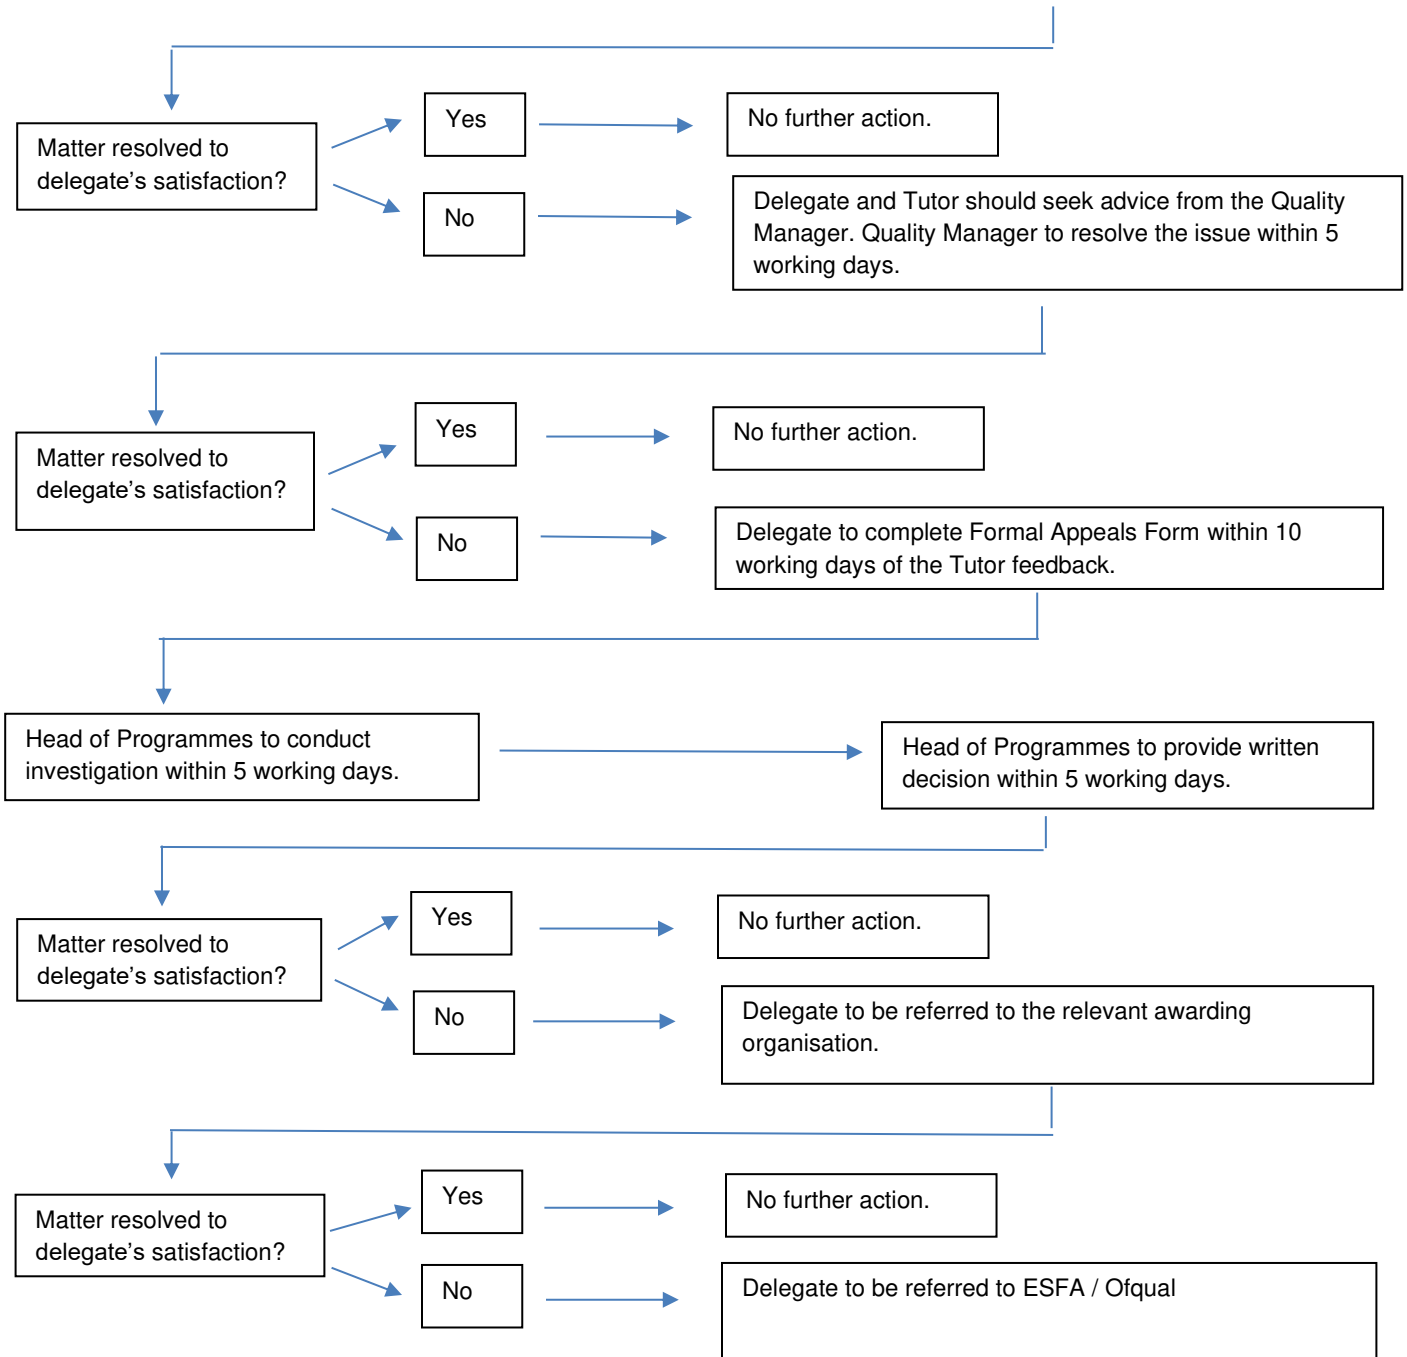 Matter resolved to
delegate's satisfaction?
Yes
No further action.
No
Delegate and Tutor should seek advice from the Quality
Manager. Quality Manager to resolve the issue within 5
working days.
Matter resolved to
delegate's satisfaction?
Yes
No further action.
No
Delegate to complete Formal Appeals Form within 10
working days of the Tutor feedback.
Head of Programmes to conduct
investigation within 5 working days.
Head of Programmes to provide written
decision within 5 working days.
Matter resolved to
delegate's satisfaction?
Yes
No further action.
No
Delegate to be referred to the relevant awarding
organisation.
Matter resolved to
delegate's satisfaction?
Yes
No further action.
No
Delegate to be referred to ESFA / Ofqual